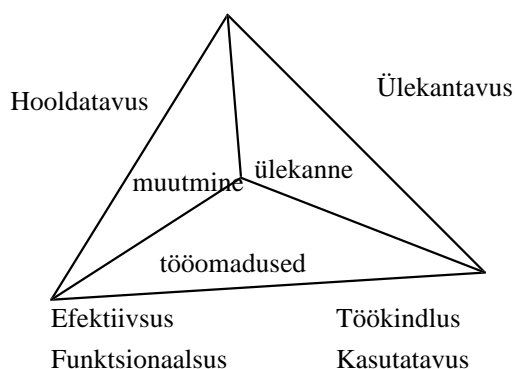 Hooldatavus
Ülekantavus
muutmine
ülekanne
tööomadused
Efektiivsus
Töökindlus
Funktsionaalsus
Kasutatavus